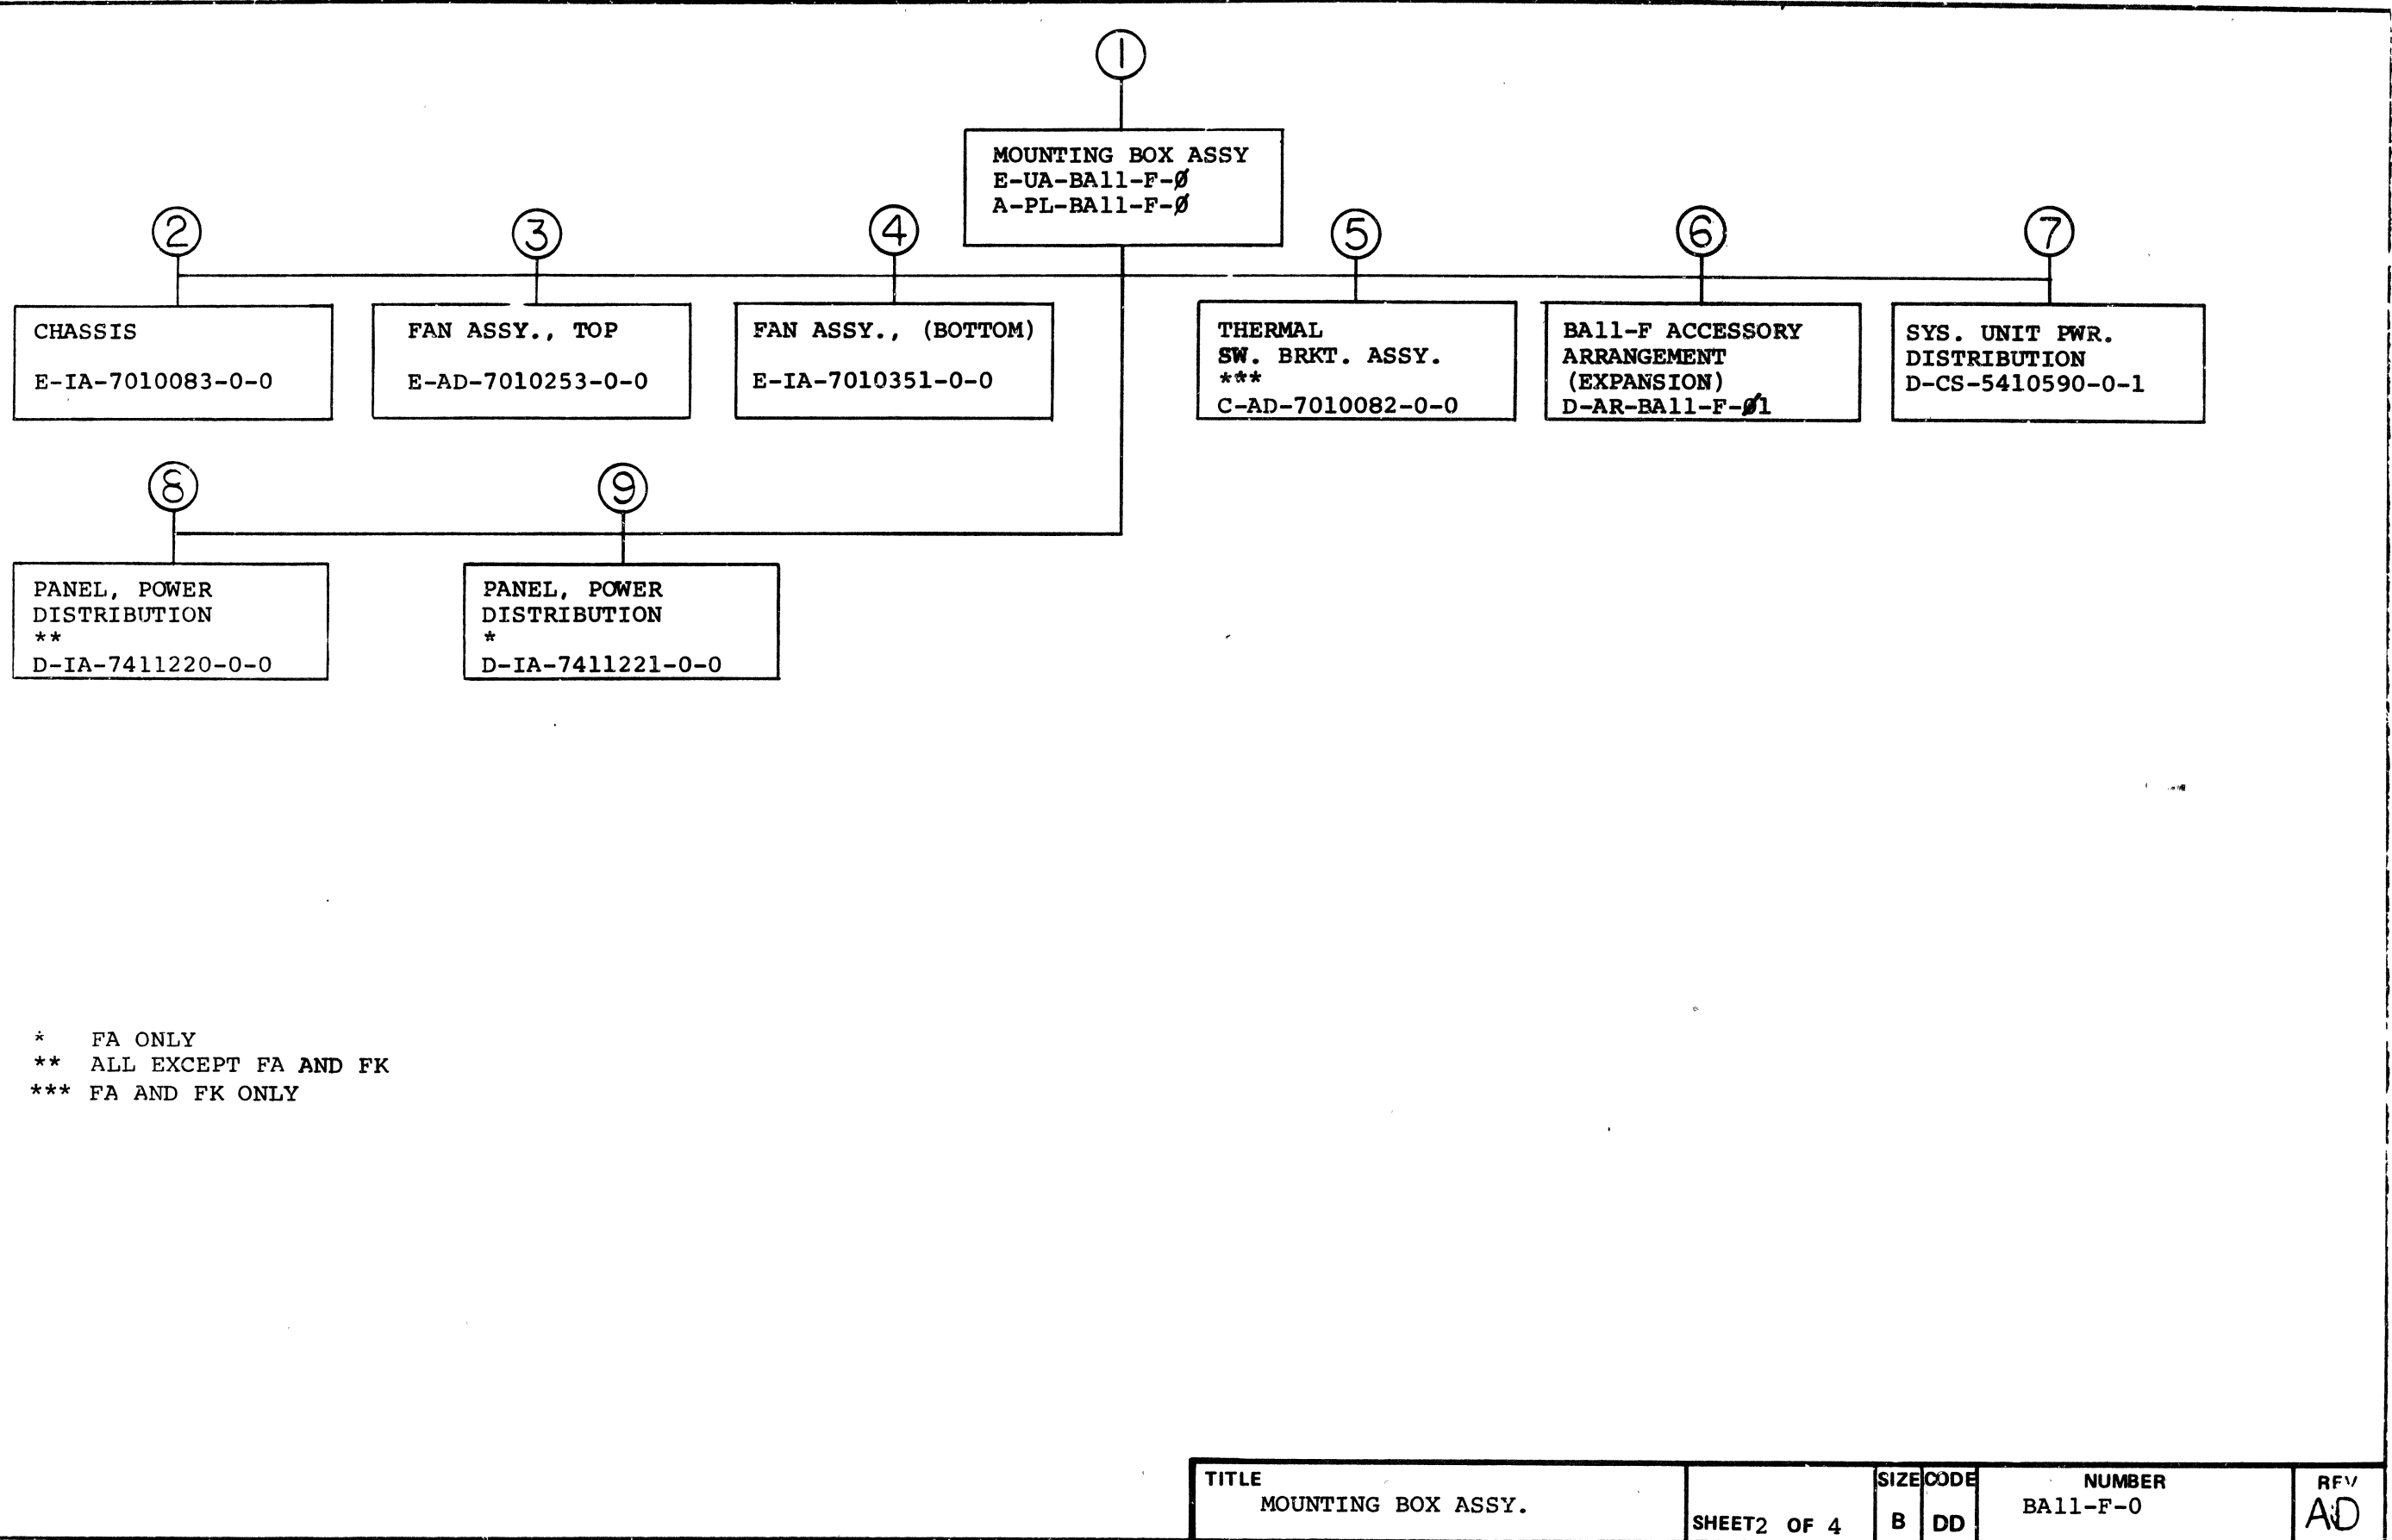 1
MOUNTING BOX ASSY
E-UA-BA11-F-Ø
A-PL-BA11-F-Ø
2
3
4
5
6
7
CHASSIS
E-IA-7010083-0-0
FAN ASSY., TOP
E-AD-7010253-0-0
FAN ASSY., (BOTTOM)
E-IA-7010351-0-0
THERMAL
SW. BRKT. ASSY.
***
C-AD-7010082-0-0
BA11-F ACCESSORY
ARRANGEMENT
(EXPANSION)
D-AR-BA11-F-Ø1
SYS. UNIT PWR.
DISTRIBUTION
D-CS-5410590-0-1
8
9
PANEL, POWER
DISTRIBUTION
**
D-IA-7411220-0-0
PANEL, POWER
DISTRIBUTION
*
D-IA-7411221-0-0
* FA ONLY
** ALL EXCEPT FA AND FK
*** FA AND FK ONLY
TITLE
MOUNTING BOX ASSY.
SHEET 2 OF 4
SIZE
B
CODE
DD
NUMBER
BA11-F-0
REV
AD